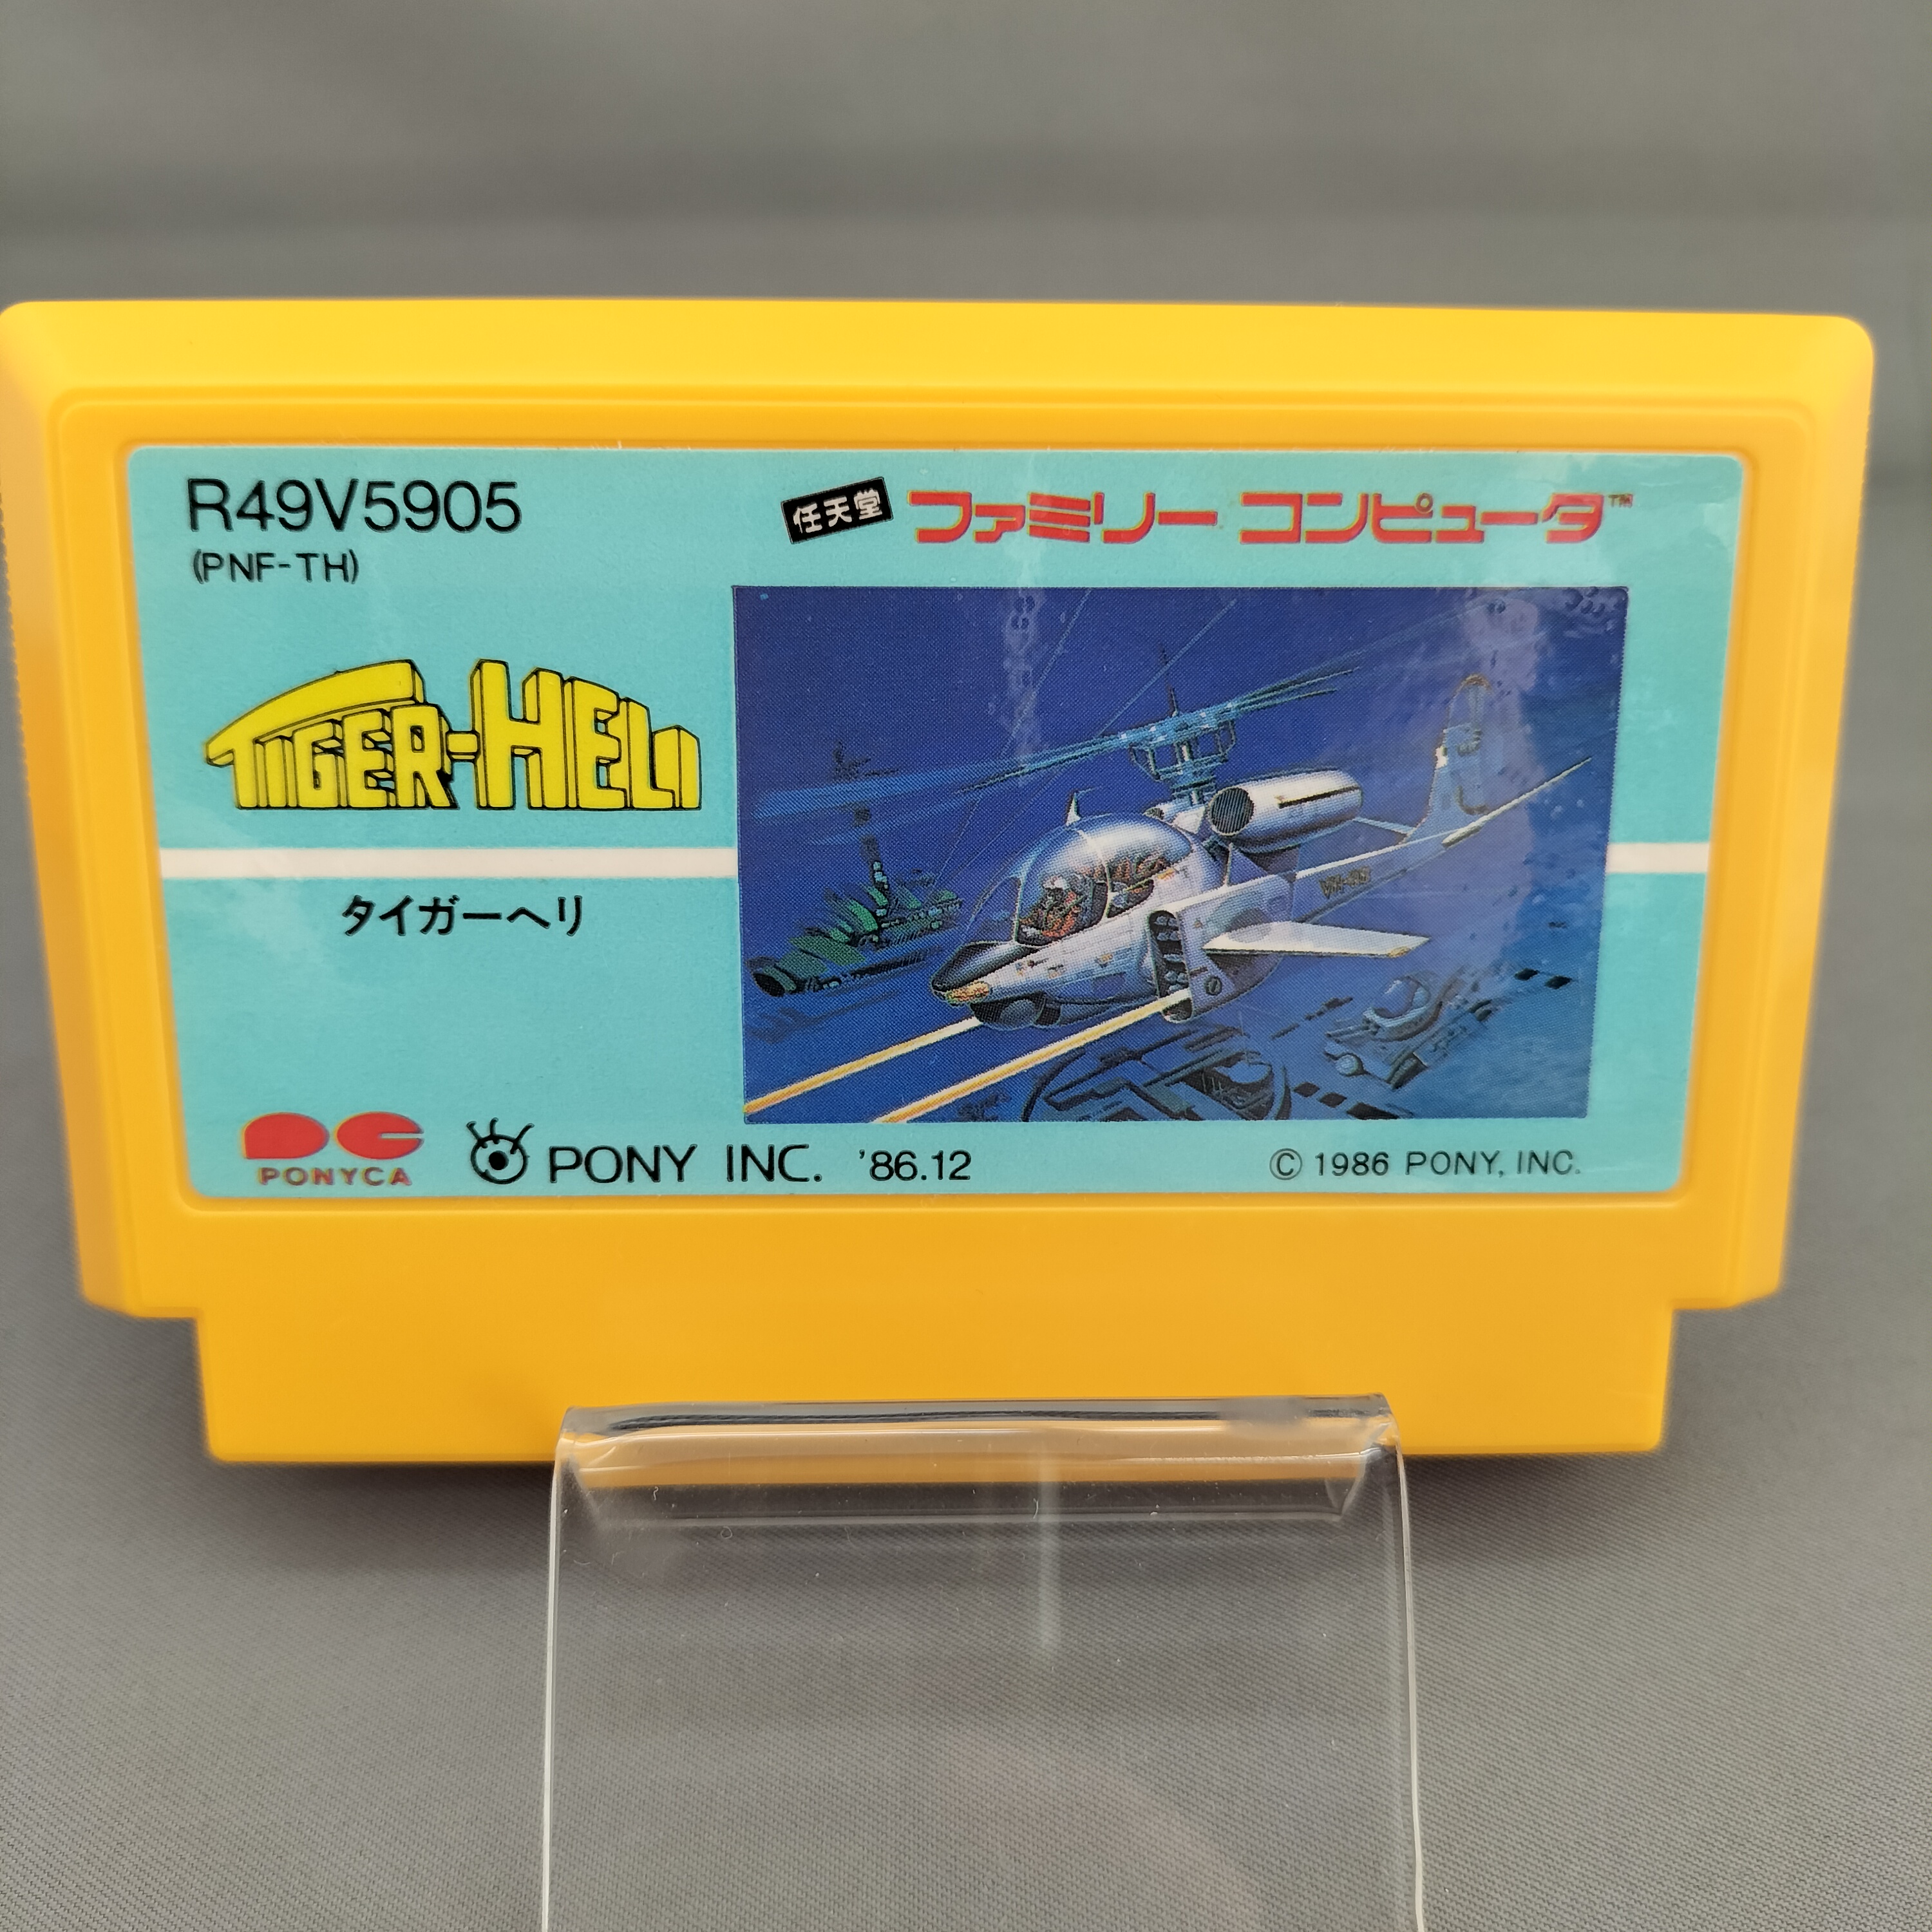 R49V5905
(PNF-TH)
任天堂 ファミリー コンピュータ™
TIGER-HELI
タイガーヘリ
PONYCA
PONY INC. '86.12
© 1986 PONY, INC.